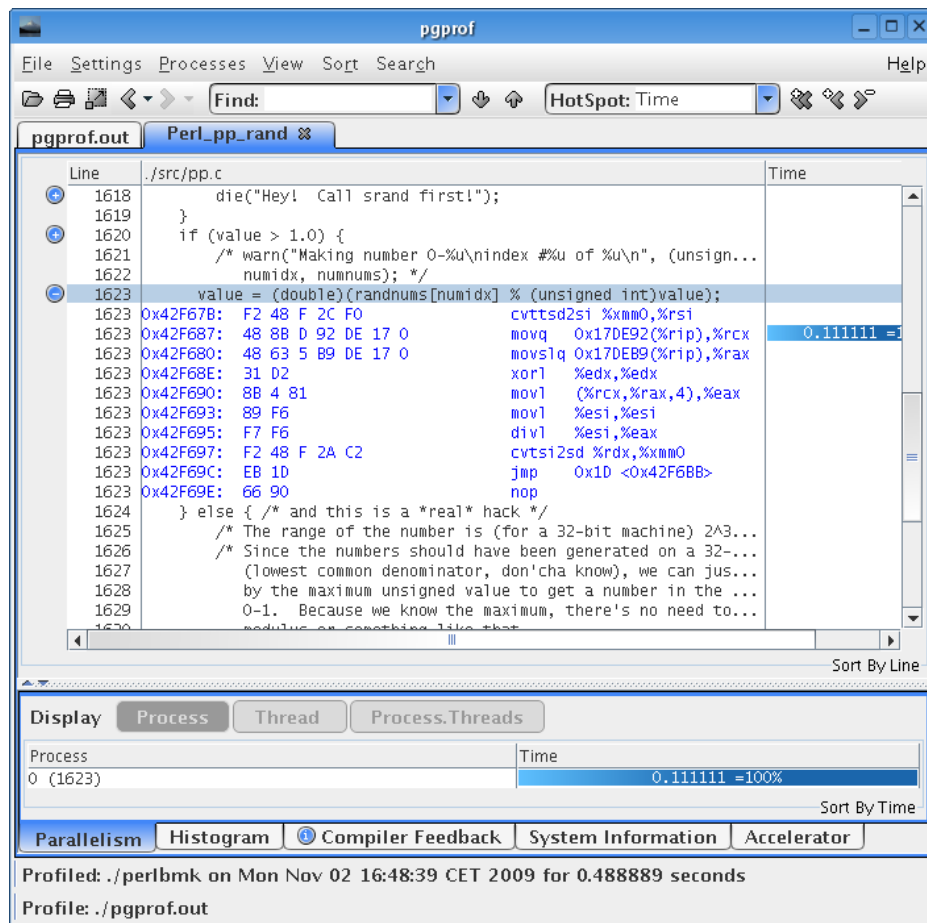 pgprof
File Settings Processes View Sort Search Help
Find: HotSpot: Time
pgprof.out Perl_pp_rand
Line ./src/pp.c Time
1618 die("Hey! Call srand first!");
1619 }
1620 if (value > 1.0) {
1621 /* warn("Making number 0-%u\nindex #%u of %u\n", (unsign...
1622 numidx, numnums); */
1623 value = (double)(randnums[numidx] % (unsigned int)value);
1623 0x42F67B: F2 48 F 2C F0 cvttsd2si %xmm0,%rsi
1623 0x42F687: 48 8B D 92 DE 17 0 movq 0x17DE92(%rip),%rcx 0.111111 =1
1623 0x42F680: 48 63 5 B9 DE 17 0 movslq 0x17DEB9(%rip),%rax
1623 0x42F68E: 31 D2 xorl %edx,%edx
1623 0x42F690: 8B 4 81 movl (%rcx,%rax,4),%eax
1623 0x42F693: 89 F6 movl %esi,%esi
1623 0x42F695: F7 F6 divl %esi,%eax
1623 0x42F697: F2 48 F 2A C2 cvtsi2sd %rdx,%xmm0
1623 0x42F69C: EB 1D jmp 0x1D <0x42F6BB>
1623 0x42F69E: 66 90 nop
1624 } else { /* and this is a *real* hack */
1625 /* The range of the number is (for a 32-bit machine) 2^3...
1626 /* Since the numbers should have been generated on a 32-...
1627 (lowest common denominator, don'cha know), we can jus...
1628 by the maximum unsigned value to get a number in the ...
1629 0-1. Because we know the maximum, there's no need to...
1630 modulus or something like that
Sort By Line
Display Process Thread Process.Threads
Process Time
0 (1623) 0.111111 =100%
Sort By Time
Parallelism Histogram Compiler Feedback System Information Accelerator
Profiled: ./perlbmk on Mon Nov 02 16:48:39 CET 2009 for 0.488889 seconds
Profile: ./pgprof.out